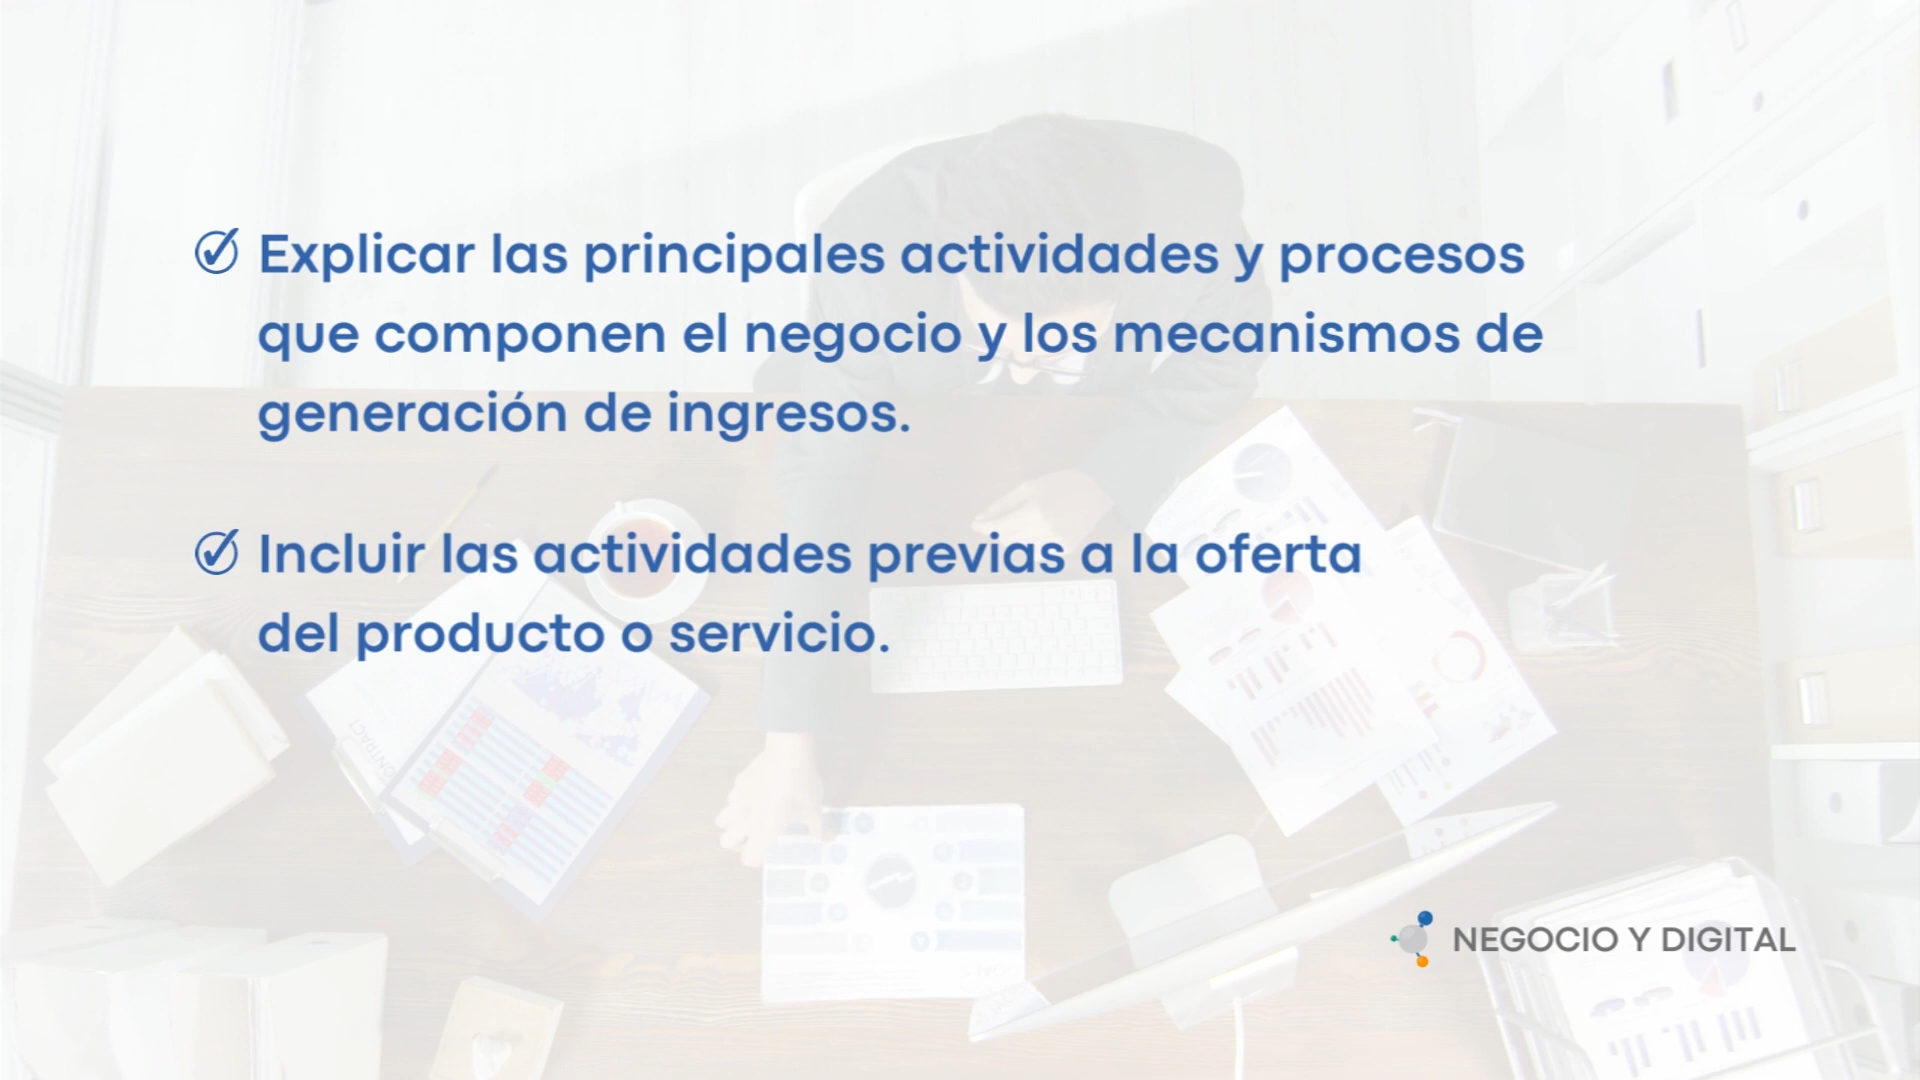 Explicar las principales actividades y procesos
que componen el negocio y los mecanismos de
generación de ingresos.
Incluir las actividades previas a la oferta
del producto o servicio.
CONTRACT
NEGOCIO Y DIGITAL